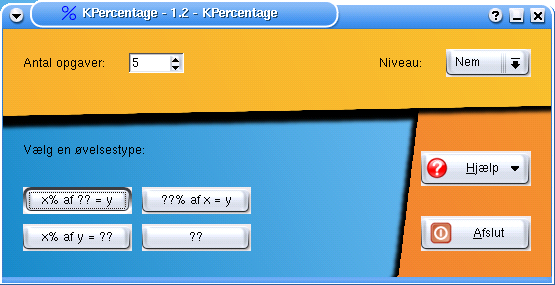 % KPercentage - 1.2 - KPercentage
Antal opgaver: 5 Niveau: Nem
Vælg en øvelsestype:
x% af ?? = y ??% af x = y
x% af y = ?? ??
Hjælp
Afslut